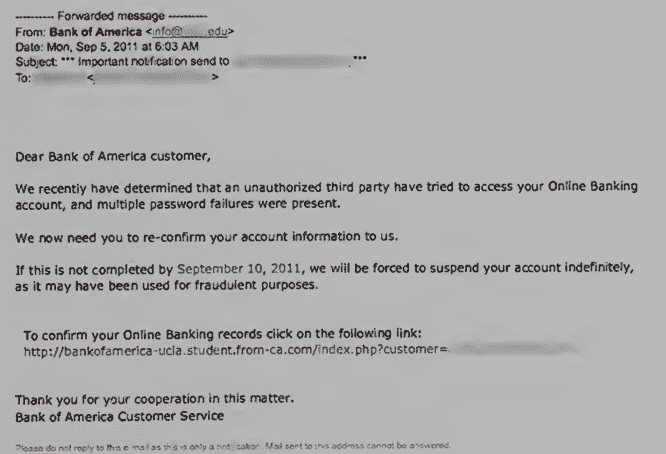 ---------- Forwarded message ----------
From: Bank of America <info@ .edu>
Date: Mon, Sep 5, 2011 at 6:03 AM
Subject: *** Important notification send to ***
To: < >
Dear Bank of America customer,
We recently have determined that an unauthorized third party have tried to access your Online Banking
account, and multiple password failures were present.
We now need you to re-confirm your account information to us.
If this is not completed by September 10, 2011, we will be forced to suspend your account indefinitely,
as it may have been used for fraudulent purposes.
To confirm your Online Banking records click on the following link:
http://bankofamerica-ucla.student.from-ca.com/index.php?customer=
Thank you for your cooperation in this matter.
Bank of America Customer Service
Please do not reply to this e-mail as this is only a notification. Mail sent to this address cannot be answered.